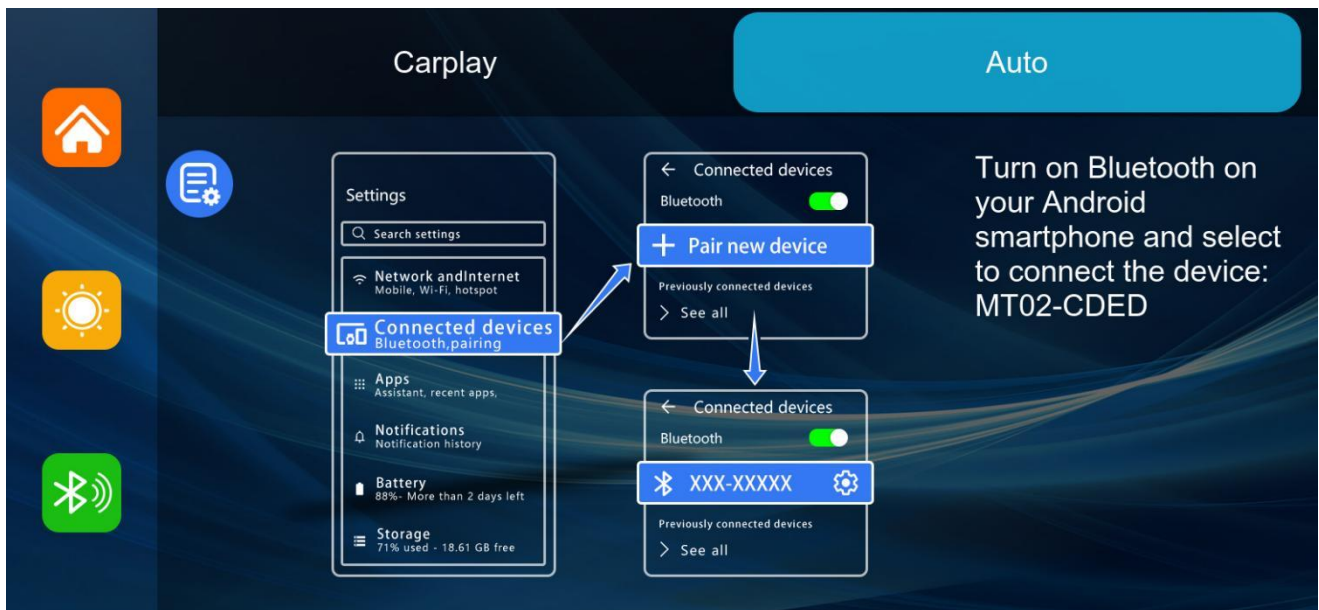 Carplay
Auto
Settings
Search settings
Network andInternet
Mobile, Wi-Fi, hotspot
Connected devices
Bluetooth,pairing
Apps
Assistant, recent apps,
Notifications
Notification history
Battery
88%- More than 2 days left
Storage
71% used - 18.61 GB free
Connected devices
Bluetooth
Pair new device
Previously connected devices
See all
Connected devices
Bluetooth
XXX-XXXXX
Previously connected devices
See all
Turn on Bluetooth on
your Android
smartphone and select
to connect the device:
MT02-CDED